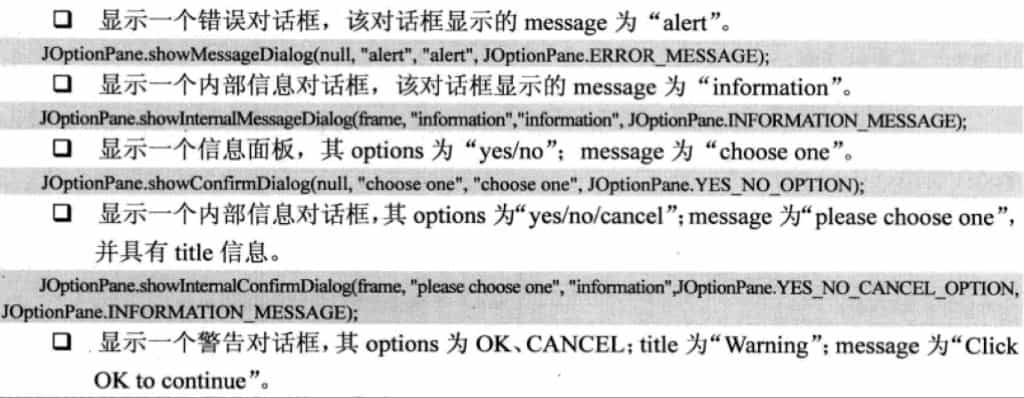 ❑ 显示一个错误对话框，该对话框显示的 message 为“alert”。
JOptionPane.showMessageDialog(null, "alert", "alert", JOptionPane.ERROR_MESSAGE);
❑ 显示一个内部信息对话框，该对话框显示的 message 为“information”。
JOptionPane.showInternalMessageDialog(frame, "information","information", JOptionPane.INFORMATION_MESSAGE);
❑ 显示一个信息面板，其 options 为“yes/no”；message 为“choose one”。
JOptionPane.showConfirmDialog(null, "choose one", "choose one", JOptionPane.YES_NO_OPTION);
❑ 显示一个内部信息对话框，其 options 为“yes/no/cancel”；message 为“please choose one”，
并具有 title 信息。
JOptionPane.showInternalConfirmDialog(frame, "please choose one", "information",JOptionPane.YES_NO_CANCEL_OPTION,
JOptionPane.INFORMATION_MESSAGE);
❑ 显示一个警告对话框，其 options 为 OK、CANCEL；title 为“Warning”；message 为“Click
OK to continue”。